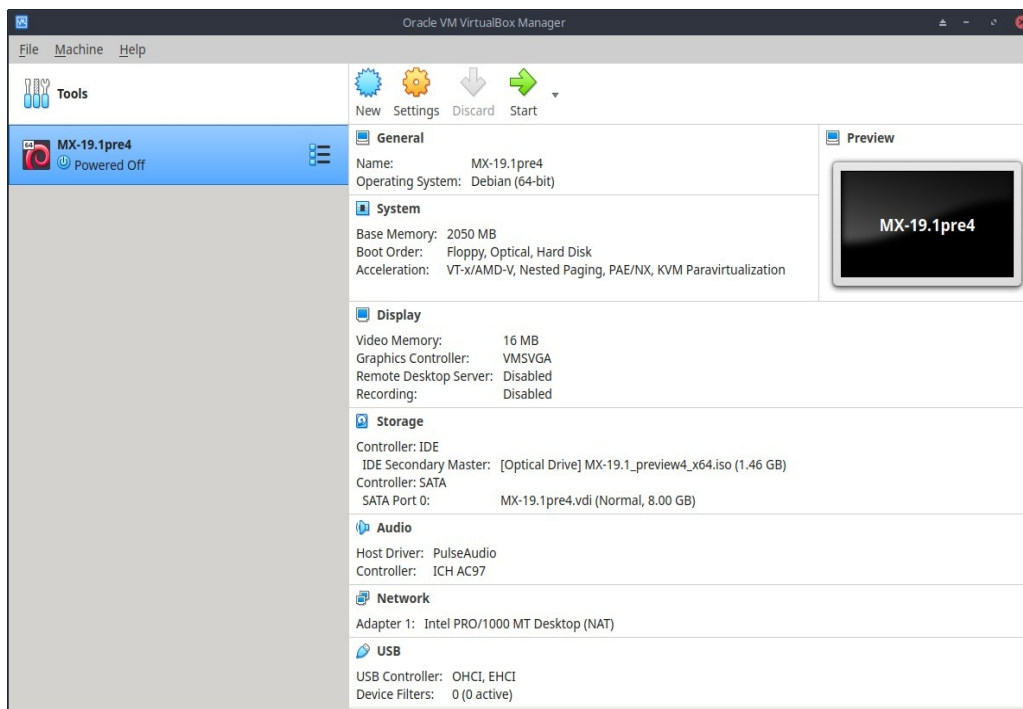 Oracle VM VirtualBox Manager
File Machine Help
Tools
New Settings Discard Start
64
MX-19.1pre4
Powered Off
General
Name: MX-19.1pre4
Operating System: Debian (64-bit)
Preview
MX-19.1pre4
System
Base Memory: 2050 MB
Boot Order: Floppy, Optical, Hard Disk
Acceleration: VT-x/AMD-V, Nested Paging, PAE/NX, KVM Paravirtualization
Display
Video Memory: 16 MB
Graphics Controller: VMSVGA
Remote Desktop Server: Disabled
Recording: Disabled
Storage
Controller: IDE
IDE Secondary Master: [Optical Drive] MX-19.1_preview4_x64.iso (1.46 GB)
Controller: SATA
SATA Port 0: MX-19.1pre4.vdi (Normal, 8.00 GB)
Audio
Host Driver: PulseAudio
Controller: ICH AC97
Network
Adapter 1: Intel PRO/1000 MT Desktop (NAT)
USB
USB Controller: OHCI, EHCI
Device Filters: 0 (0 active)